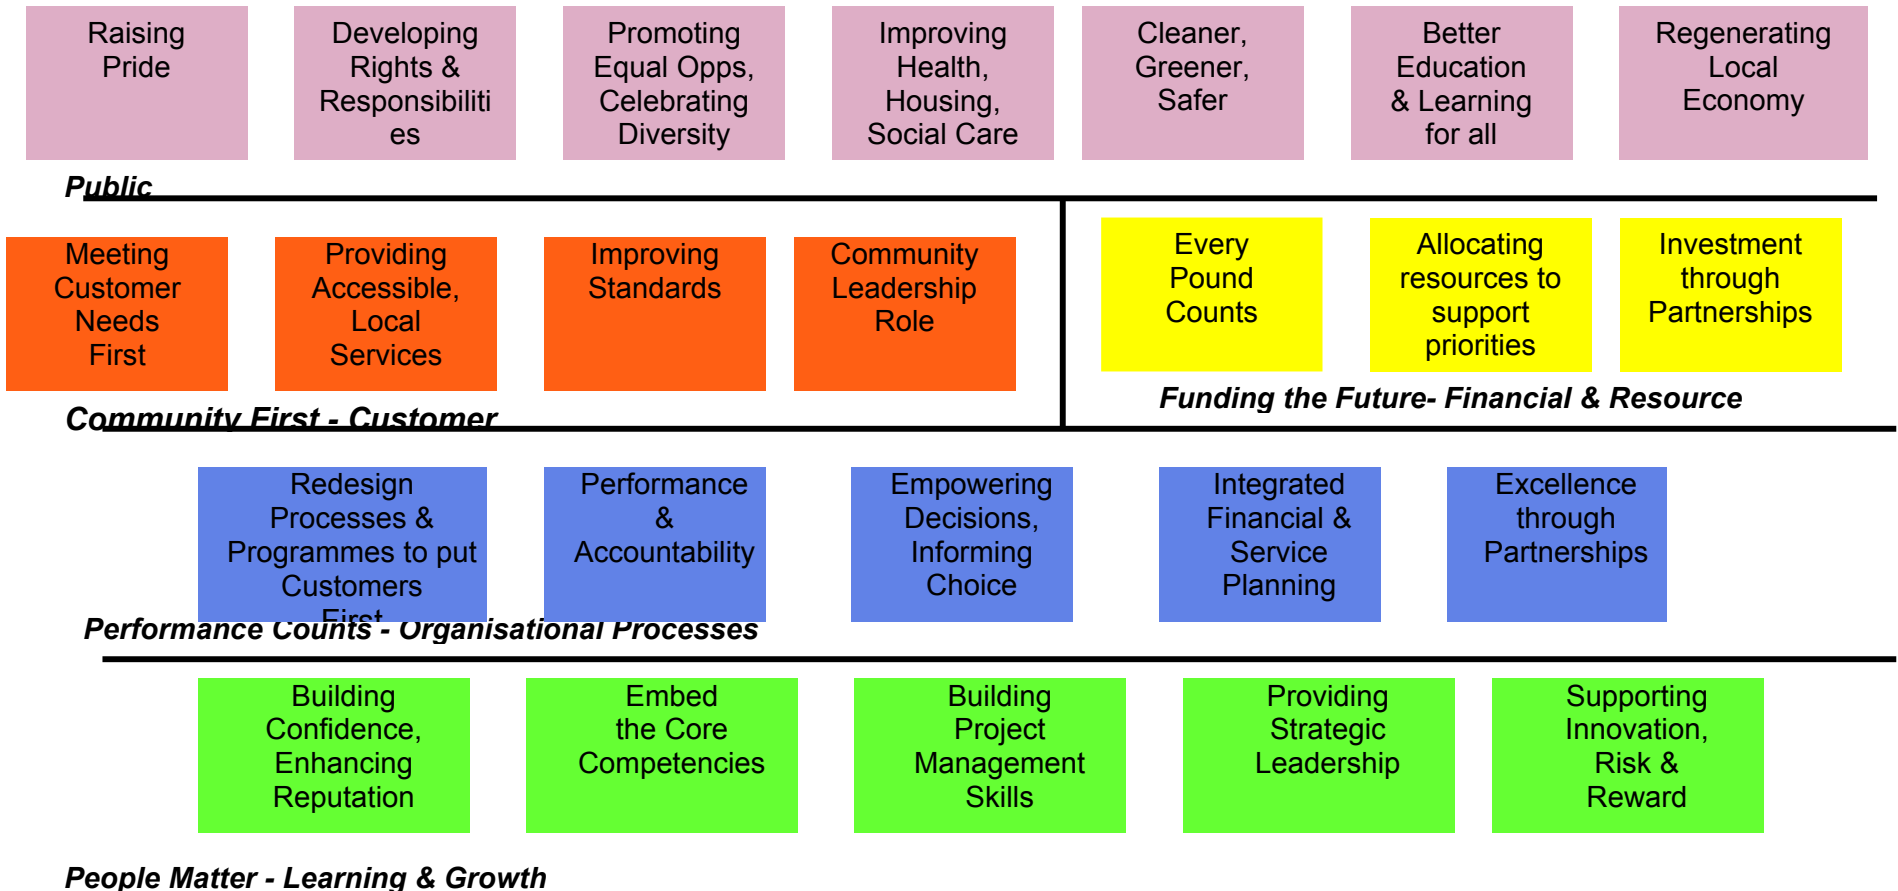 Raising
Pride
Developing
Rights &
Responsibiliti
es
Promoting
Equal Opps,
Celebrating
Diversity
Improving
Health,
Housing,
Social Care
Cleaner,
Greener,
Safer
Better
Education
& Learning
for all
Regenerating
Local
Economy
Public
Meeting
Customer
Needs
First
Providing
Accessible,
Local
Services
Improving
Standards
Community
Leadership
Role
Every
Pound
Counts
Allocating
resources to
support
priorities
Investment
through
Partnerships
Community First - Customer
Funding the Future- Financial & Resource
Redesign
Processes &
Programmes to put
Customers
First
Performance
&
Accountability
Empowering
Decisions,
Informing
Choice
Integrated
Financial &
Service
Planning
Excellence
through
Partnerships
Performance Counts - Organisational Processes
Building
Confidence,
Enhancing
Reputation
Embed
the Core
Competencies
Building
Project
Management
Skills
Providing
Strategic
Leadership
Supporting
Innovation,
Risk &
Reward
People Matter - Learning & Growth